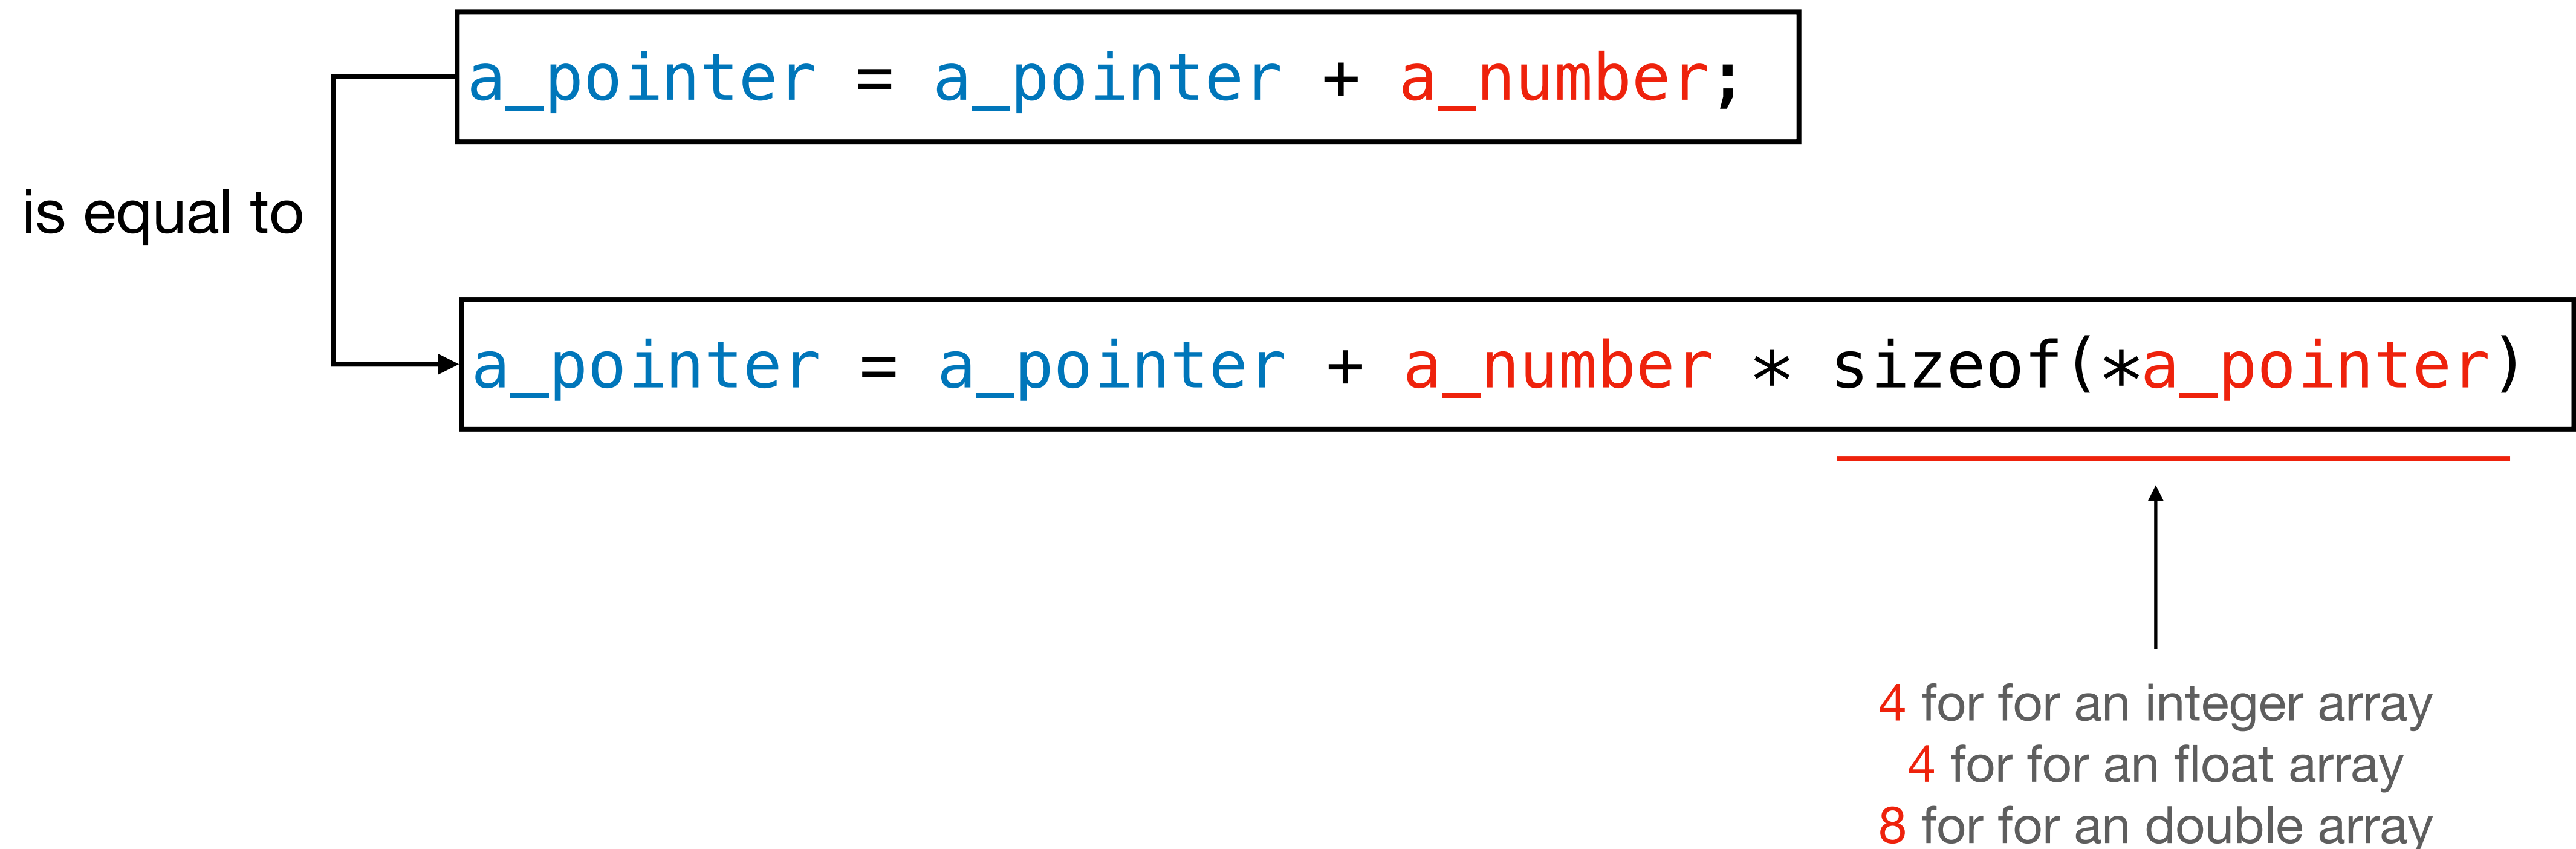 a_pointer = a_pointer + a_number;
is equal to
a_pointer = a_pointer + a_number * sizeof(*a_pointer)
4 for for an integer array
4 for for an float array
8 for for an double array